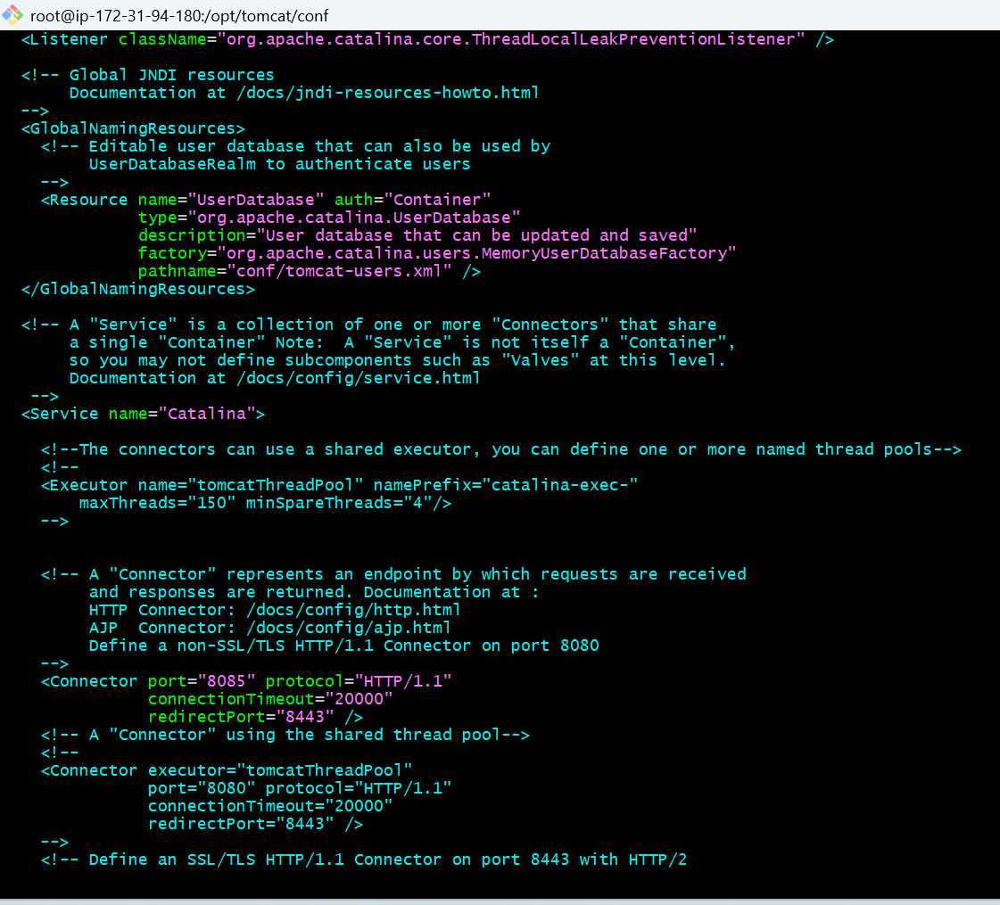 root@ip-172-31-94-180:/opt/tomcat/conf
<Listener className="org.apache.catalina.core.ThreadLocalLeakPreventionListener" />
<!-- Global JNDI resources
Documentation at /docs/jndi-resources-howto.html
-->
<GlobalNamingResources>
<!-- Editable user database that can also be used by
UserDatabaseRealm to authenticate users
-->
<Resource name="UserDatabase" auth="Container"
type="org.apache.catalina.UserDatabase"
description="User database that can be updated and saved"
factory="org.apache.catalina.users.MemoryUserDatabaseFactory"
pathname="conf/tomcat-users.xml" />
</GlobalNamingResources>
<!-- A "Service" is a collection of one or more "Connectors" that share
a single "Container" Note:  A "Service" is not itself a "Container",
so you may not define subcomponents such as "Valves" at this level.
Documentation at /docs/config/service.html
-->
<Service name="Catalina">
<!--The connectors can use a shared executor, you can define one or more named thread pools-->
<!--
<Executor name="tomcatThreadPool" namePrefix="catalina-exec-"
maxThreads="150" minSpareThreads="4"/>
-->
<!-- A "Connector" represents an endpoint by which requests are received
and responses are returned. Documentation at :
HTTP Connector: /docs/config/http.html
AJP  Connector: /docs/config/ajp.html
Define a non-SSL/TLS HTTP/1.1 Connector on port 8080
-->
<Connector port="8085" protocol="HTTP/1.1"
connectionTimeout="20000"
redirectPort="8443" />
<!-- A "Connector" using the shared thread pool-->
<!--
<Connector executor="tomcatThreadPool"
port="8080" protocol="HTTP/1.1"
connectionTimeout="20000"
redirectPort="8443" />
-->
<!-- Define an SSL/TLS HTTP/1.1 Connector on port 8443 with HTTP/2